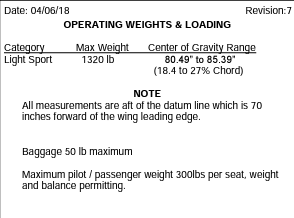 Date: 04/06/18 Revision:7
OPERATING WEIGHTS & LOADING
Category Max Weight Center of Gravity Range
Light Sport 1320 lb 80.49" to 85.39"
(18.4 to 27% Chord)
NOTE
All measurements are aft of the datum line which is 70
inches forward of the wing leading edge.
Baggage 50 lb maximum
Maximum pilot / passenger weight 300lbs per seat, weight
and balance permitting.